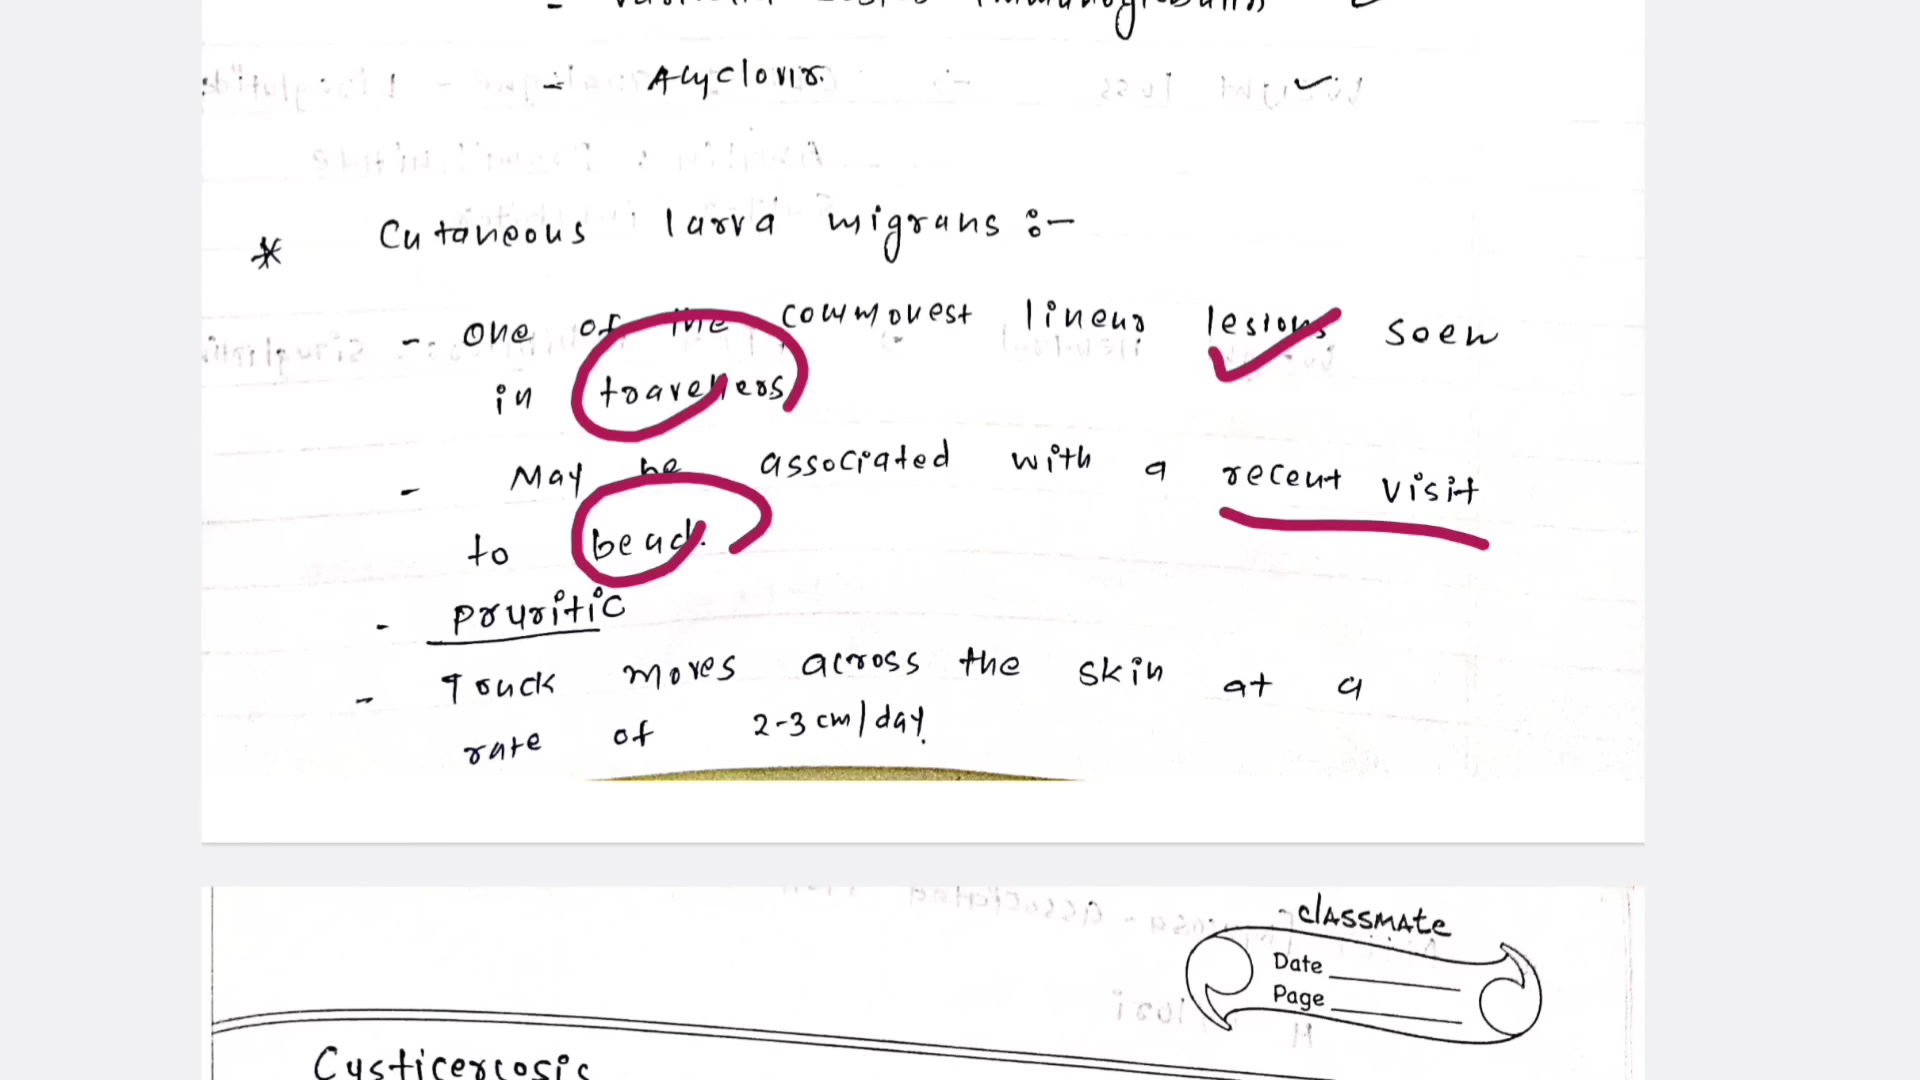 - Acyclovir.
* Cutaneous larva migrans :-
- One of the commonest linear lesions seen
in travellers
- May be associated with a recent visit
to beach.
- Pruritic
- Track moves across the skin at a
rate of 2-3 cm/day.
classmate
Date
Page
Cysticercosis